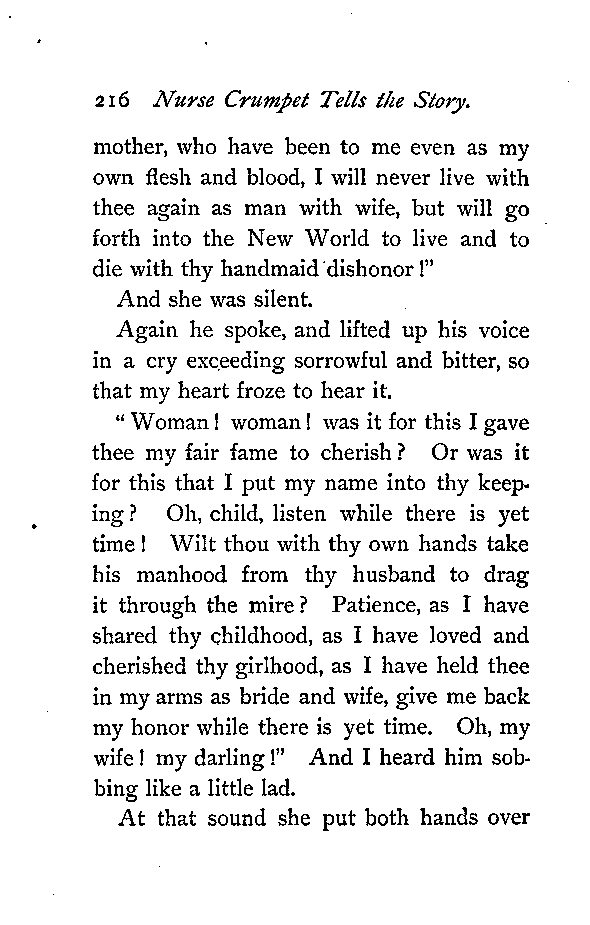 216 Nurse Crumpet Tells the Story.
mother, who have been to me even as my
own flesh and blood, I will never live with
thee again as man with wife, but will go
forth into the New World to live and to
die with thy handmaid dishonor!"
And she was silent.
Again he spoke, and lifted up his voice
in a cry exceeding sorrowful and bitter, so
that my heart froze to hear it.
"Woman! woman! was it for this I gave
thee my fair fame to cherish? Or was it
for this that I put my name into thy keep-
ing? Oh, child, listen while there is yet
time! Wilt thou with thy own hands take
his manhood from thy husband to drag
it through the mire? Patience, as I have
shared thy childhood, as I have loved and
cherished thy girlhood, as I have held thee
in my arms as bride and wife, give me back
my honor while there is yet time. Oh, my
wife! my darling!" And I heard him sob-
bing like a little lad.
At that sound she put both hands over